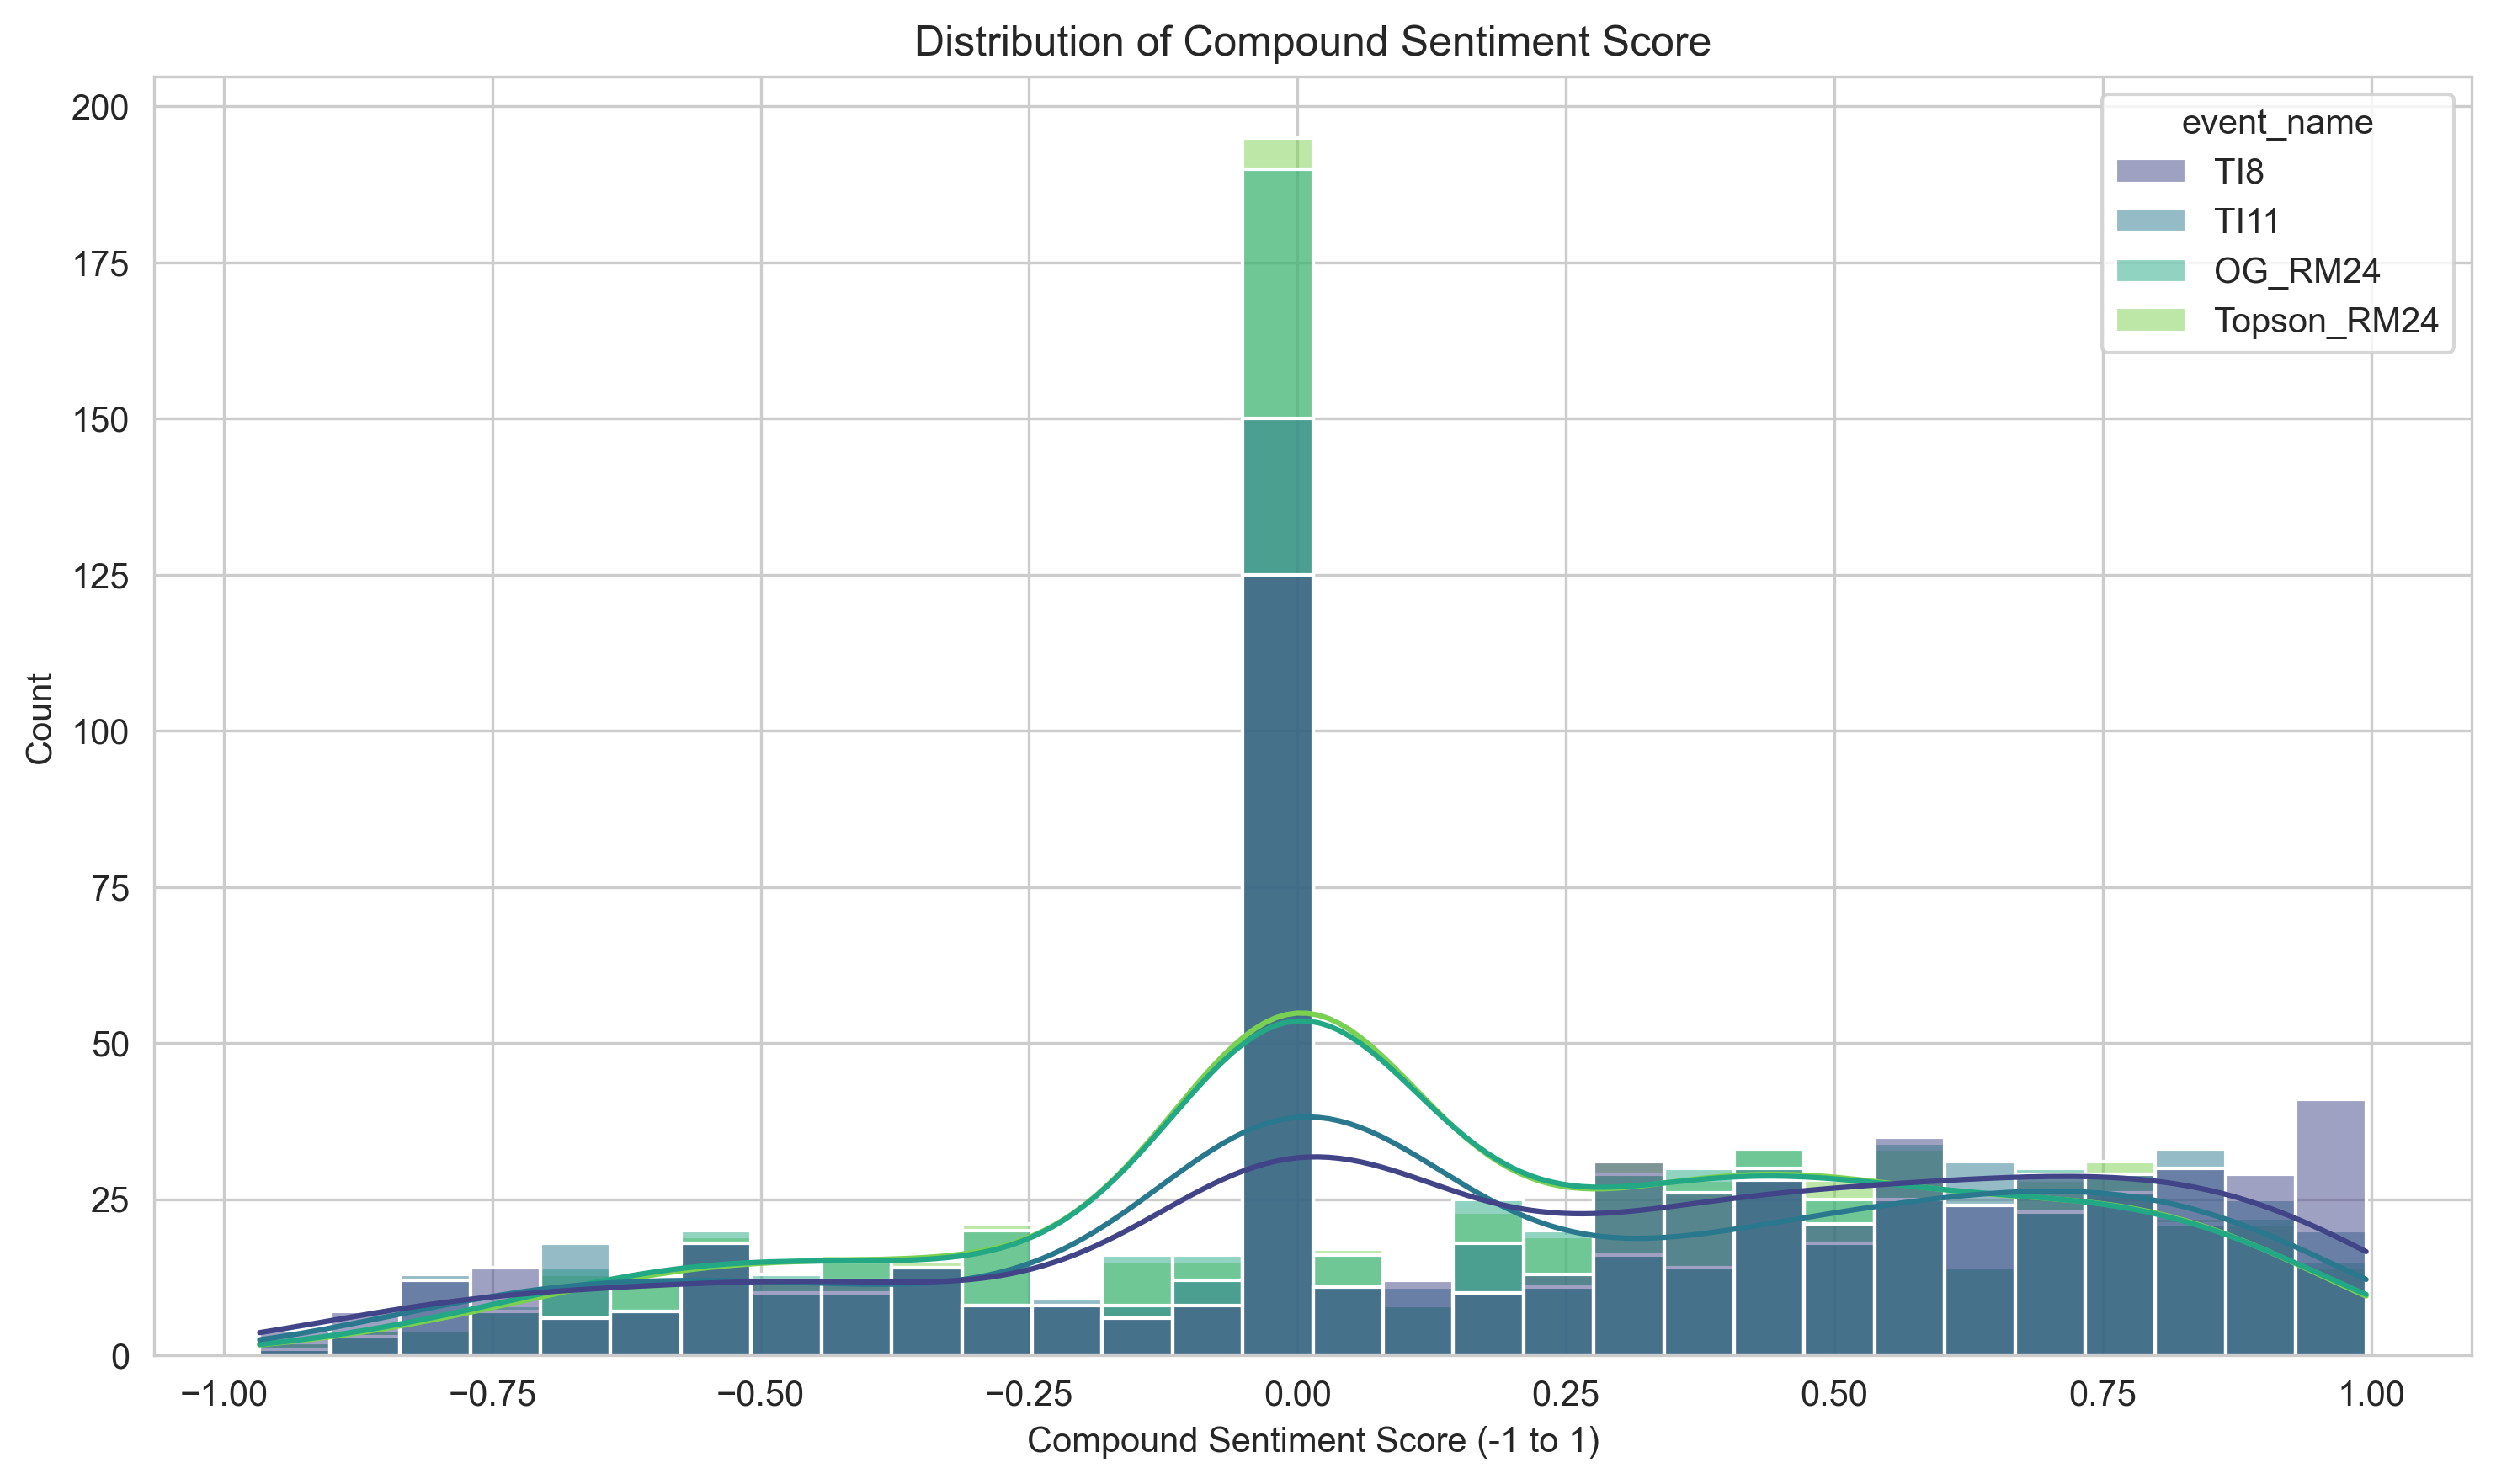 Distribution of Compound Sentiment Score
event_name
TI8
TI11
OG_RM24
Topson_RM24
200
175
150
125
100
75
50
25
0
Count
−1.00
−0.75
−0.50
−0.25
0.00
0.25
0.50
0.75
1.00
Compound Sentiment Score (-1 to 1)